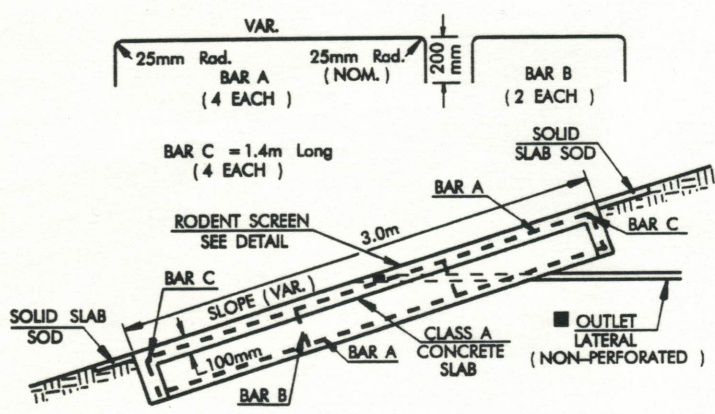 VAR.
25mm Rad.
25mm Rad.
(NOM.)
BAR A
( 4 EACH )
200
mm
BAR B
( 2 EACH )
BAR C = 1.4m Long
( 4 EACH )
SOLID
SLAB SOD
BAR A
RODENT SCREEN
SEE DETAIL
3.0m
BAR C
BAR C
SLOPE (VAR.)
SOLID SLAB
SOD
100mm
CLASS A
CONCRETE
SLAB
OUTLET
LATERAL
( NON-PERFORATED )
BAR A
BAR B